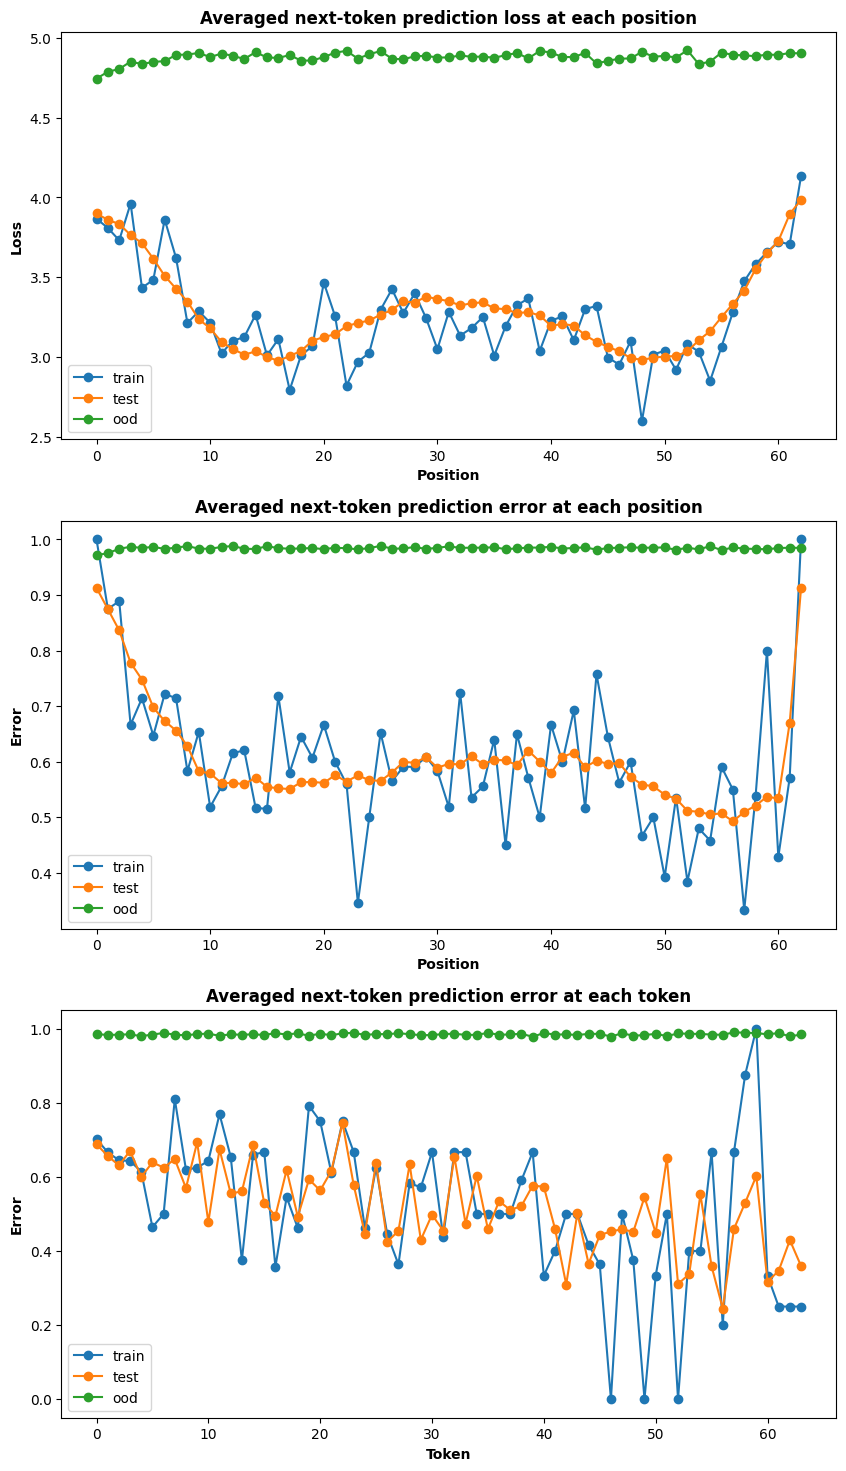 Averaged next-token prediction loss at each position
5.0
4.5
4.0
3.5
3.0
2.5
Loss
train
test
ood
0 10 20 30 40 50 60
Position
Averaged next-token prediction error at each position
1.0
0.9
0.8
0.7
0.6
0.5
0.4
Error
train
test
ood
0 10 20 30 40 50 60
Position
Averaged next-token prediction error at each token
1.0
0.8
0.6
0.4
0.2
0.0
Error
train
test
ood
0 10 20 30 40 50 60
Token